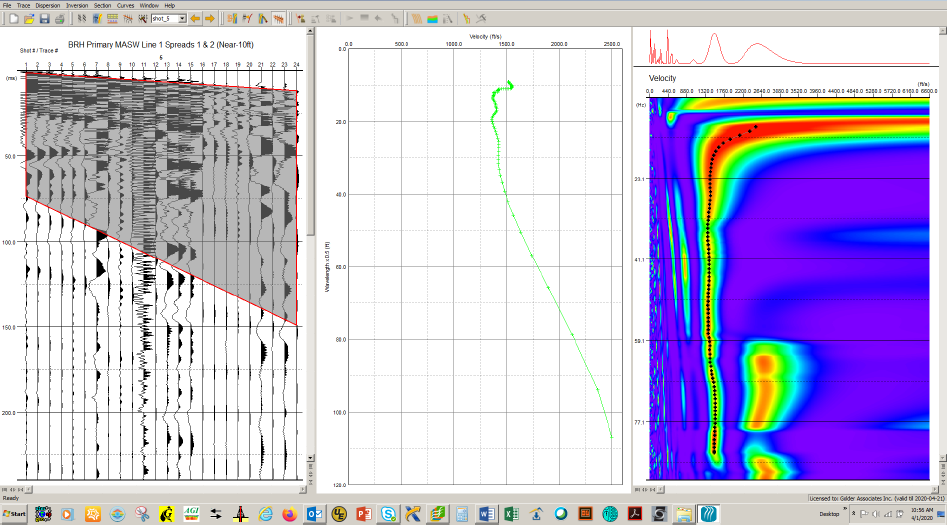 File Trace Dispersion Inversion Section Curves Window Help
shot_5
BRH Primary MASW Line 1 Spreads 1 & 2 (Near-10ft)
Shot # / Trace #
5
1 2 3 4 5 6 7 8 9 10 11 12 13 14 15 16 17 18 19 20 21 22 23 24
(ms)
50.0
100.0
150.0
200.0
Velocity (ft/s)
0.0 500.0 1000.0 1500.0 2000.0 2500.0
0.0
20.0
40.0
60.0
80.0
100.0
120.0
Wavelength x 0.5 (ft)
Velocity
(ft/s)
0.0 440.0 880.0 1320.0 1760.0 2200.0 2640.0 3080.0 3520.0 3960.0 4400.0 4840.0 5280.0 5720.0 6160.0 6600.0
(Hz)
23.1
41.1
59.1
77.1
Ready
Licensed to: Golder Associates Inc. (valid til 2020-04-21)
Start
AGI
Desktop
10:56 AM
4/1/2020